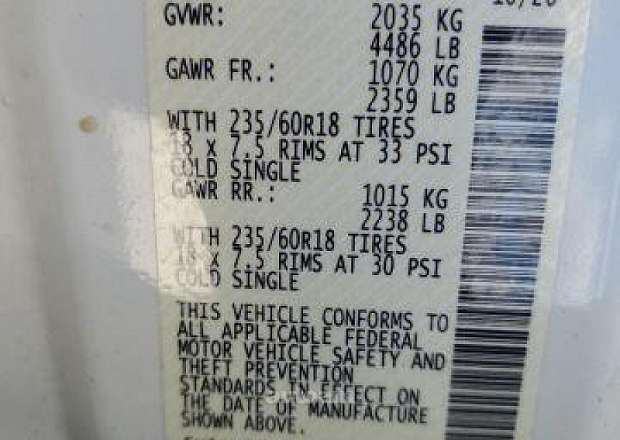 GVWR: 2035 KG
4486 LB
GAWR FR.: 1070 KG
2359 LB
WITH 235/60R18 TIRES
18 X 7.5 RIMS AT 33 PSI
COLD SINGLE
GAWR RR.: 1015 KG
2238 LB
WITH 235/60R18 TIRES
18 X 7.5 RIMS AT 30 PSI
COLD SINGLE
THIS VEHICLE CONFORMS TO
ALL APPLICABLE FEDERAL
MOTOR VEHICLE SAFETY AND
THEFT PREVENTION
STANDARDS IN EFFECT ON
THE DATE OF MANUFACTURE
SHOWN ABOVE.